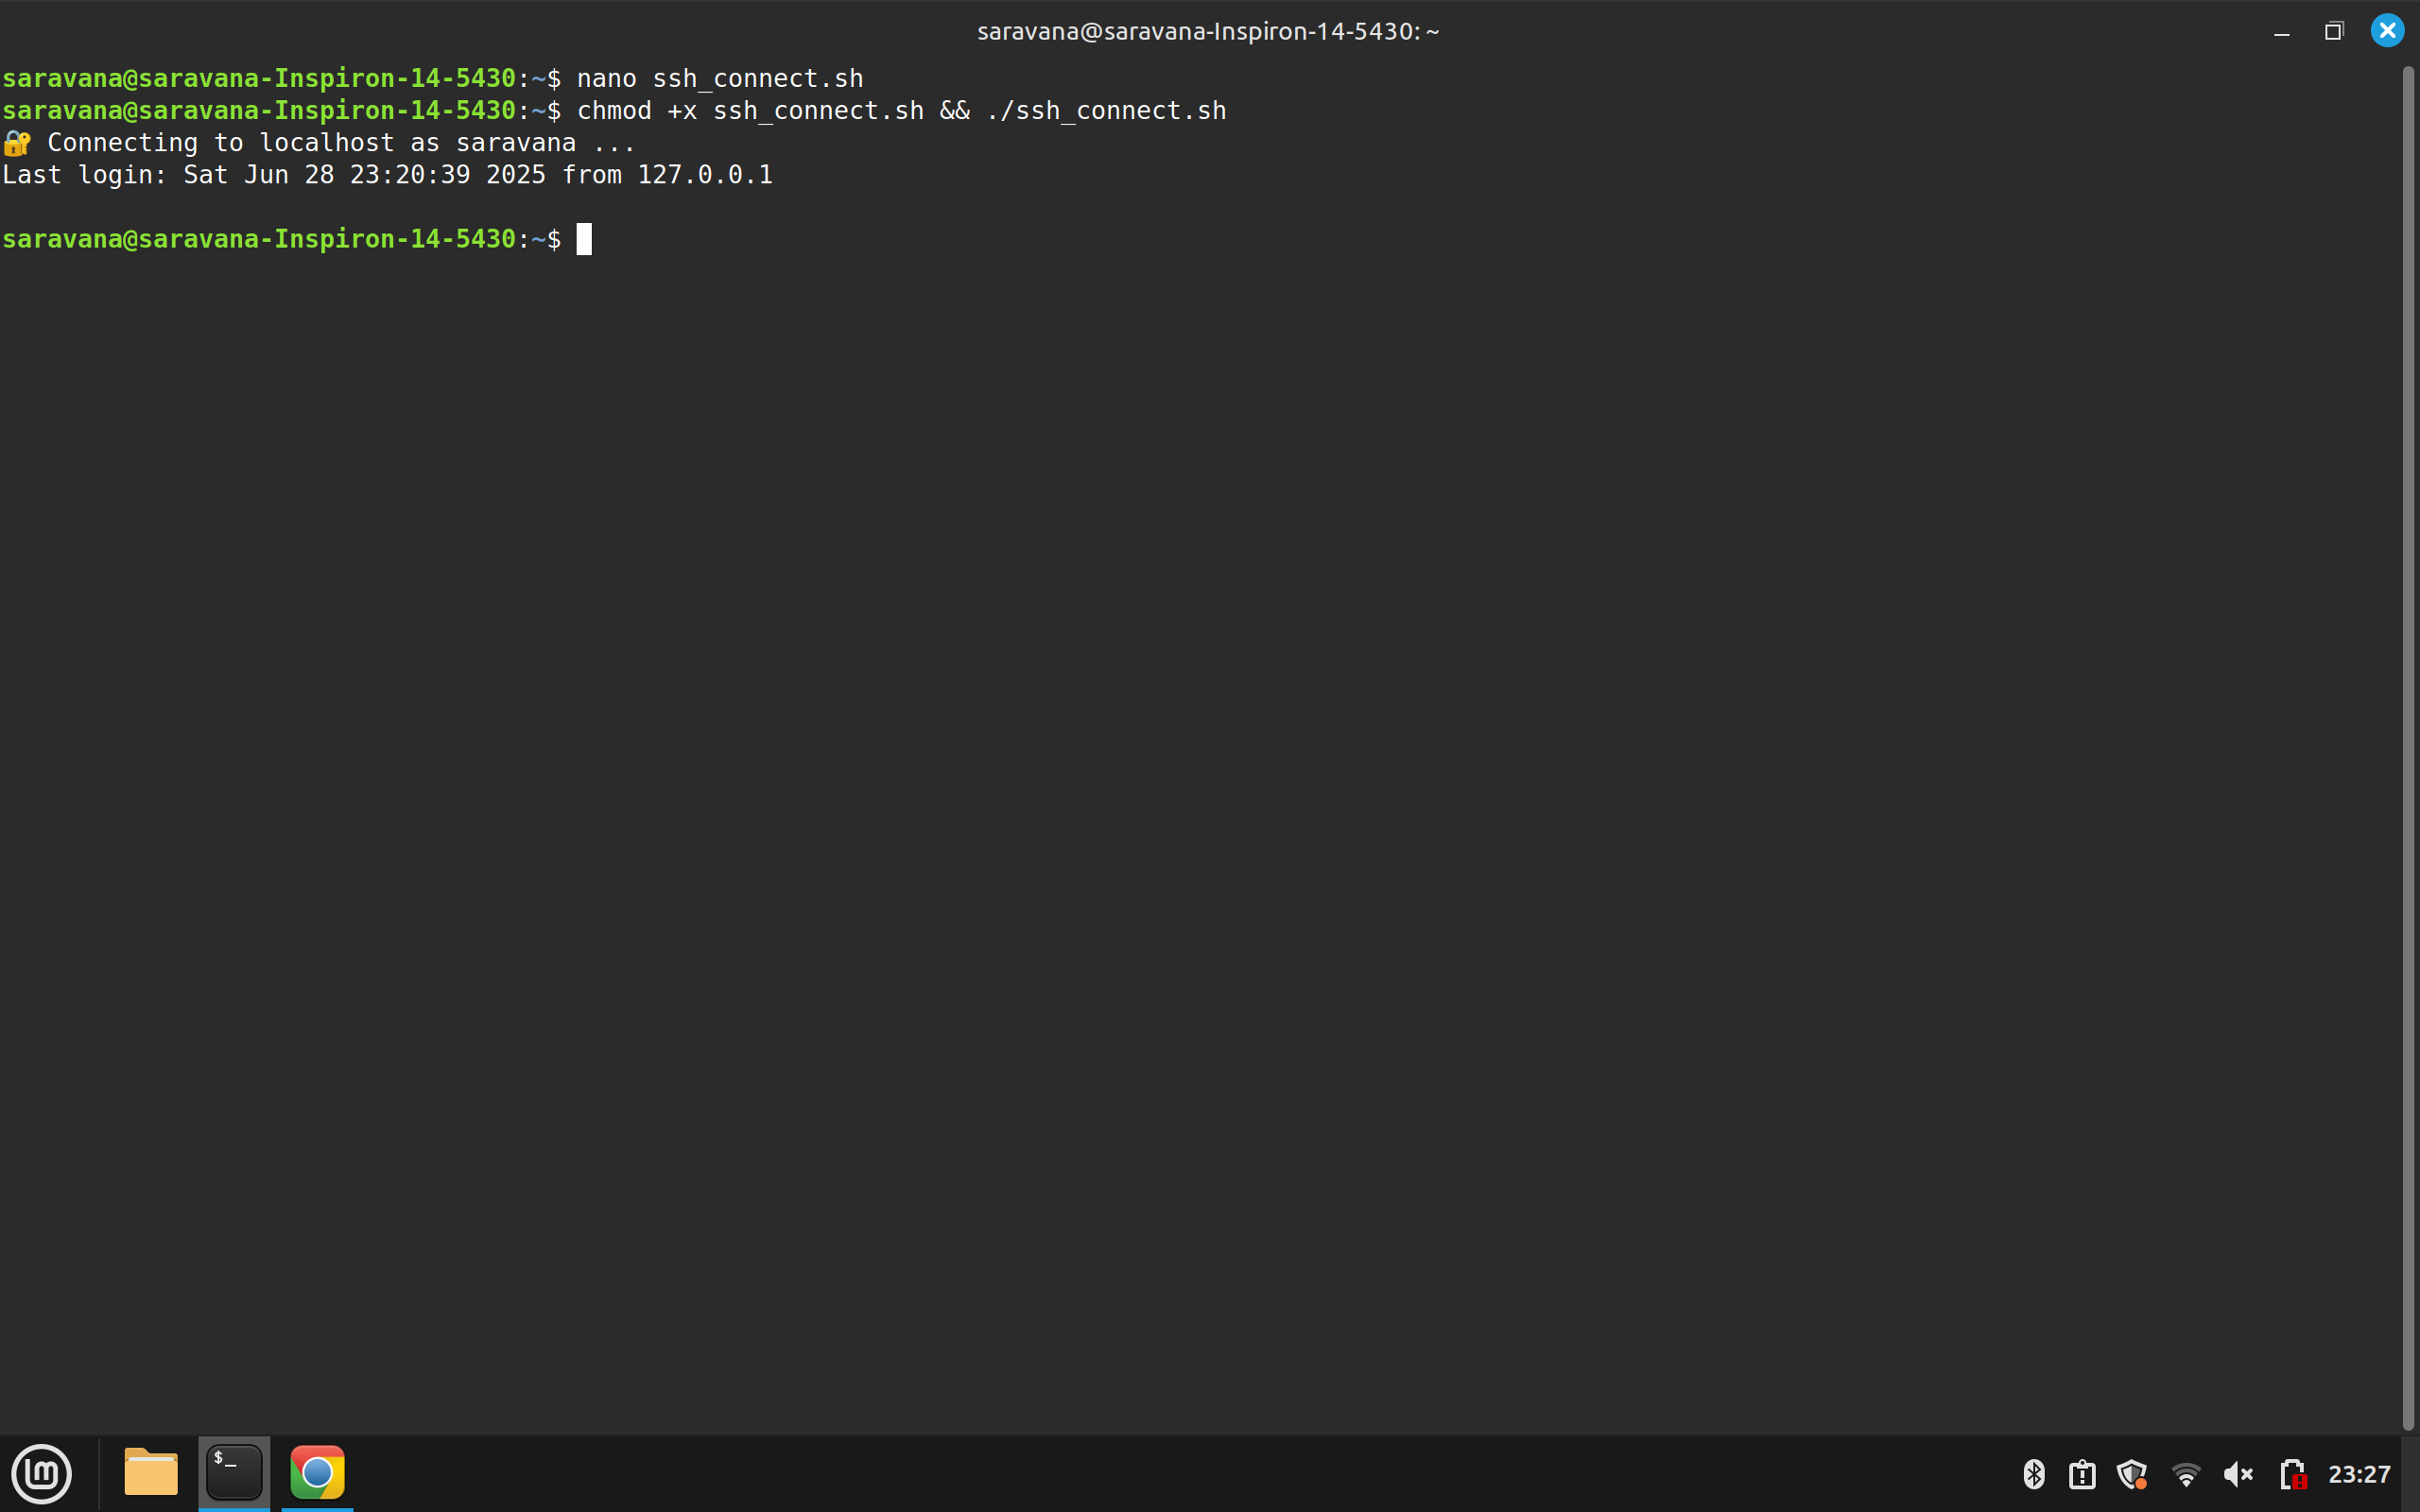 saravana@saravana-Inspiron-14-5430: ~
saravana@saravana-Inspiron-14-5430:~$ nano ssh_connect.sh
saravana@saravana-Inspiron-14-5430:~$ chmod +x ssh_connect.sh && ./ssh_connect.sh
🔐 Connecting to localhost as saravana ...
Last login: Sat Jun 28 23:20:39 2025 from 127.0.0.1
saravana@saravana-Inspiron-14-5430:~$
$_
23:27